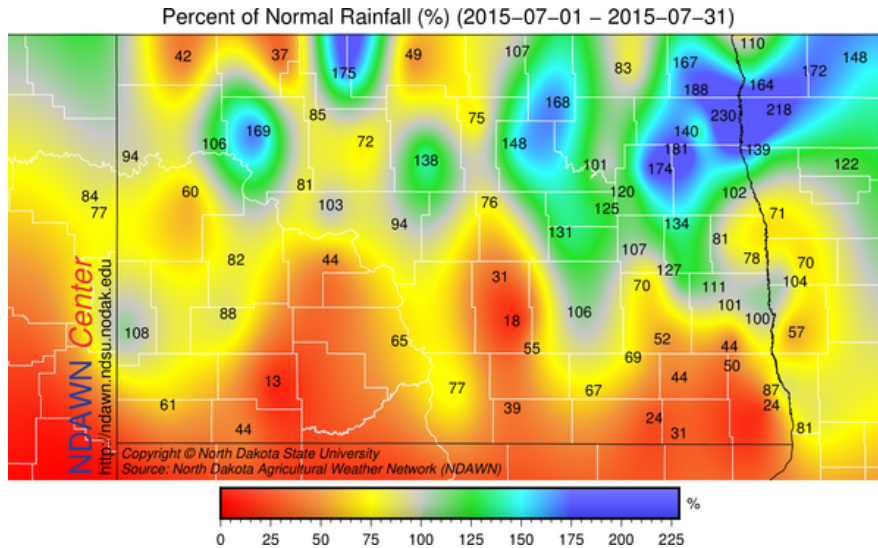 Percent of Normal Rainfall (%) (2015−07−01 − 2015−07−31)
42 37 175 49 107 83 167 110 172 148
188 164
168 230 218
85 75
106 169 72 148 140
94 138 101 174 181 139 122
84 60 81 103 76 120 125 102
77 94 131 134 71
82 44 107 81 78 70
31 127 104
70 111 101
108 88 18 106 100
65 55 52 44 57
69 50
13 77 67 44 87
61 39 24 24
44 31 81
NDAWN Center
http://ndawn.ndsu.nodak.edu
Copyright © North Dakota State University
Source: North Dakota Agricultural Weather Network (NDAWN)
%
0 25 50 75 100 125 150 175 200 225